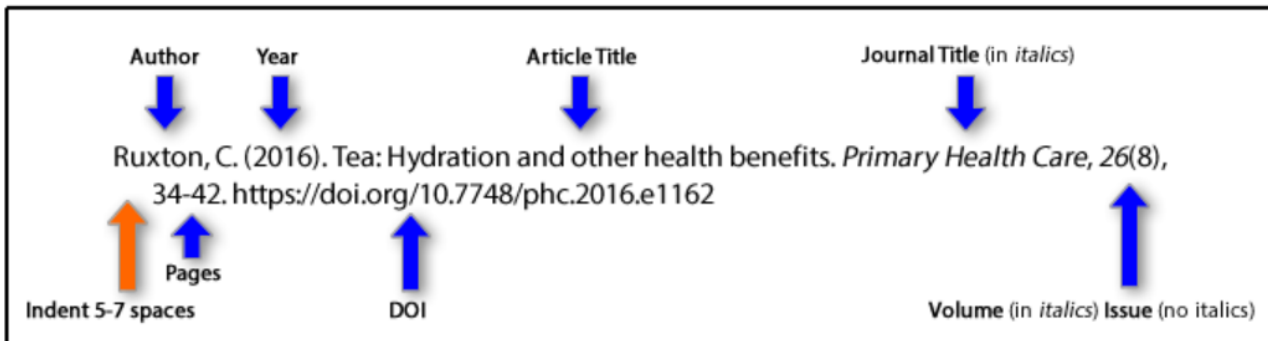 Author Year Article Title Journal Title (in italics)
Ruxton, C. (2016). Tea: Hydration and other health benefits. Primary Health Care, 26(8),
34-42. https://doi.org/10.7748/phc.2016.e1162
Pages
Indent 5-7 spaces DOI Volume (in italics) Issue (no italics)